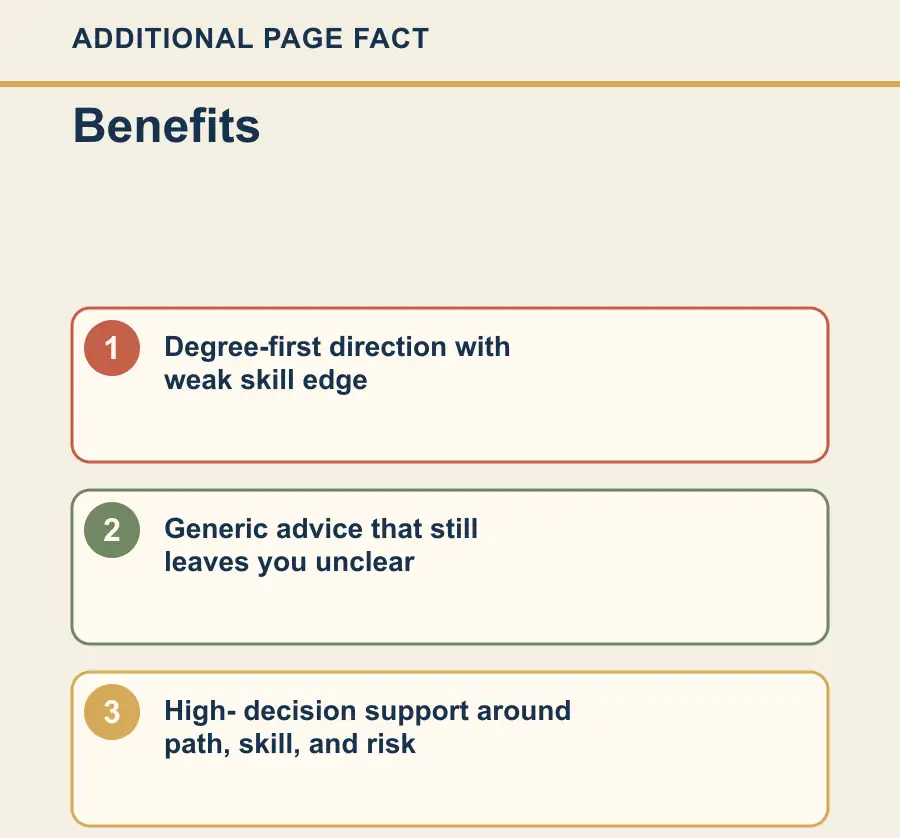 ADDITIONAL PAGE FACT
Benefits
1
Degree-first direction with
weak skill edge
2
Generic advice that still
leaves you unclear
3
High- decision support around
path, skill, and risk